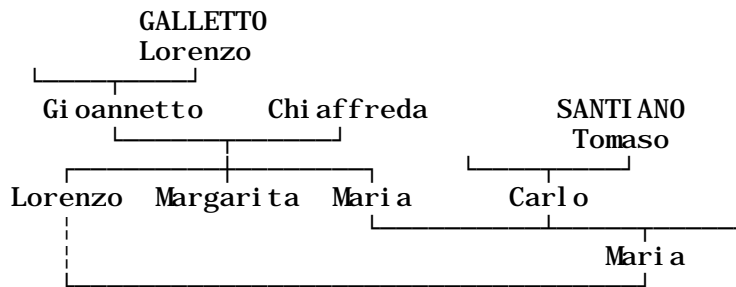 GALLETTO
Lorenzo
Gioannetto Chiaffreda SANTIANO
Tomaso
Lorenzo Margarita Maria Carlo
Maria